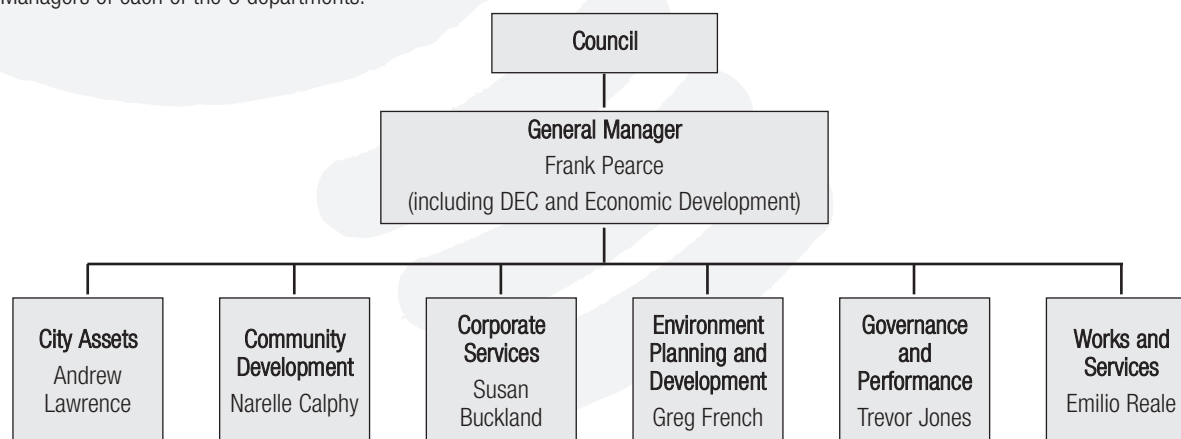 Managers of each of the departments.
Council
General Manager
Frank Pearce
(including DEC and Economic Development)
City Assets
Andrew
Lawrence
Community
Development
Narelle Calphy
Corporate
Services
Susan
Buckland
Environment
Planning and
Development
Greg French
Governance
and
Performance
Trevor Jones
Works and
Services
Emilio Reale